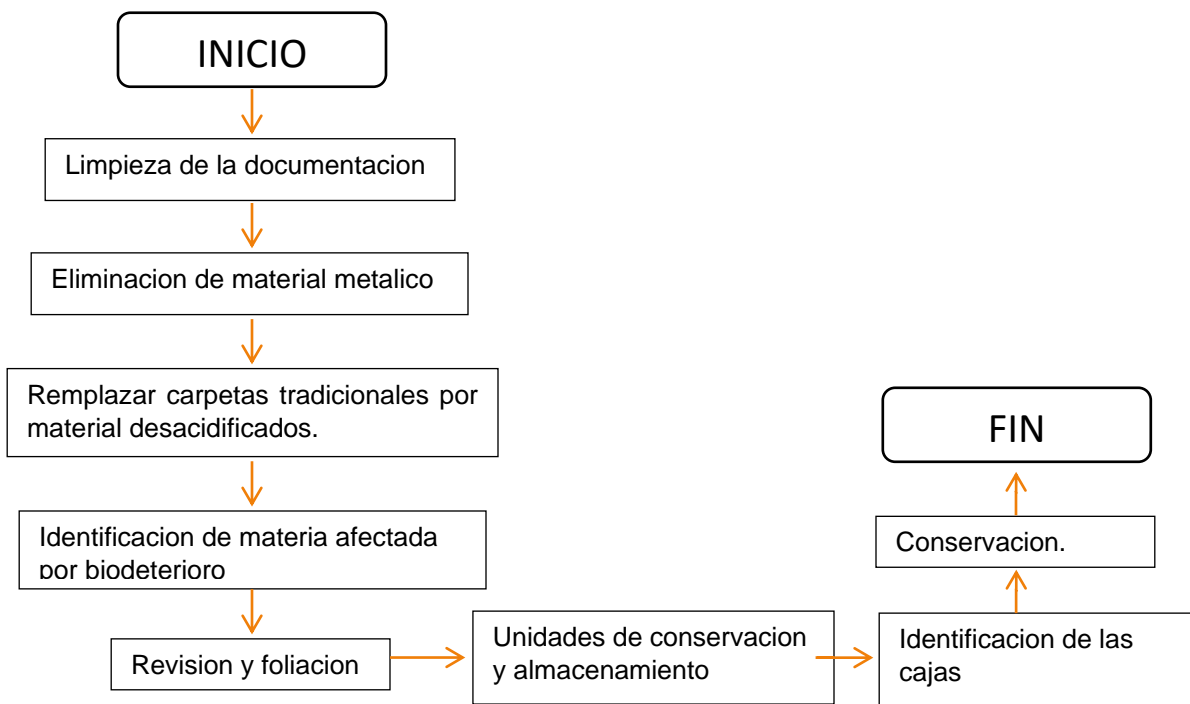 INICIO
Limpieza de la documentacion
Eliminacion de material metalico
Remplazar carpetas tradicionales por
material desacidificados.
Identificacion de materia afectada
por biodeterioro
Revision y foliacion
Unidades de conservacion
y almacenamiento
Identificacion de las
cajas
Conservacion.
FIN